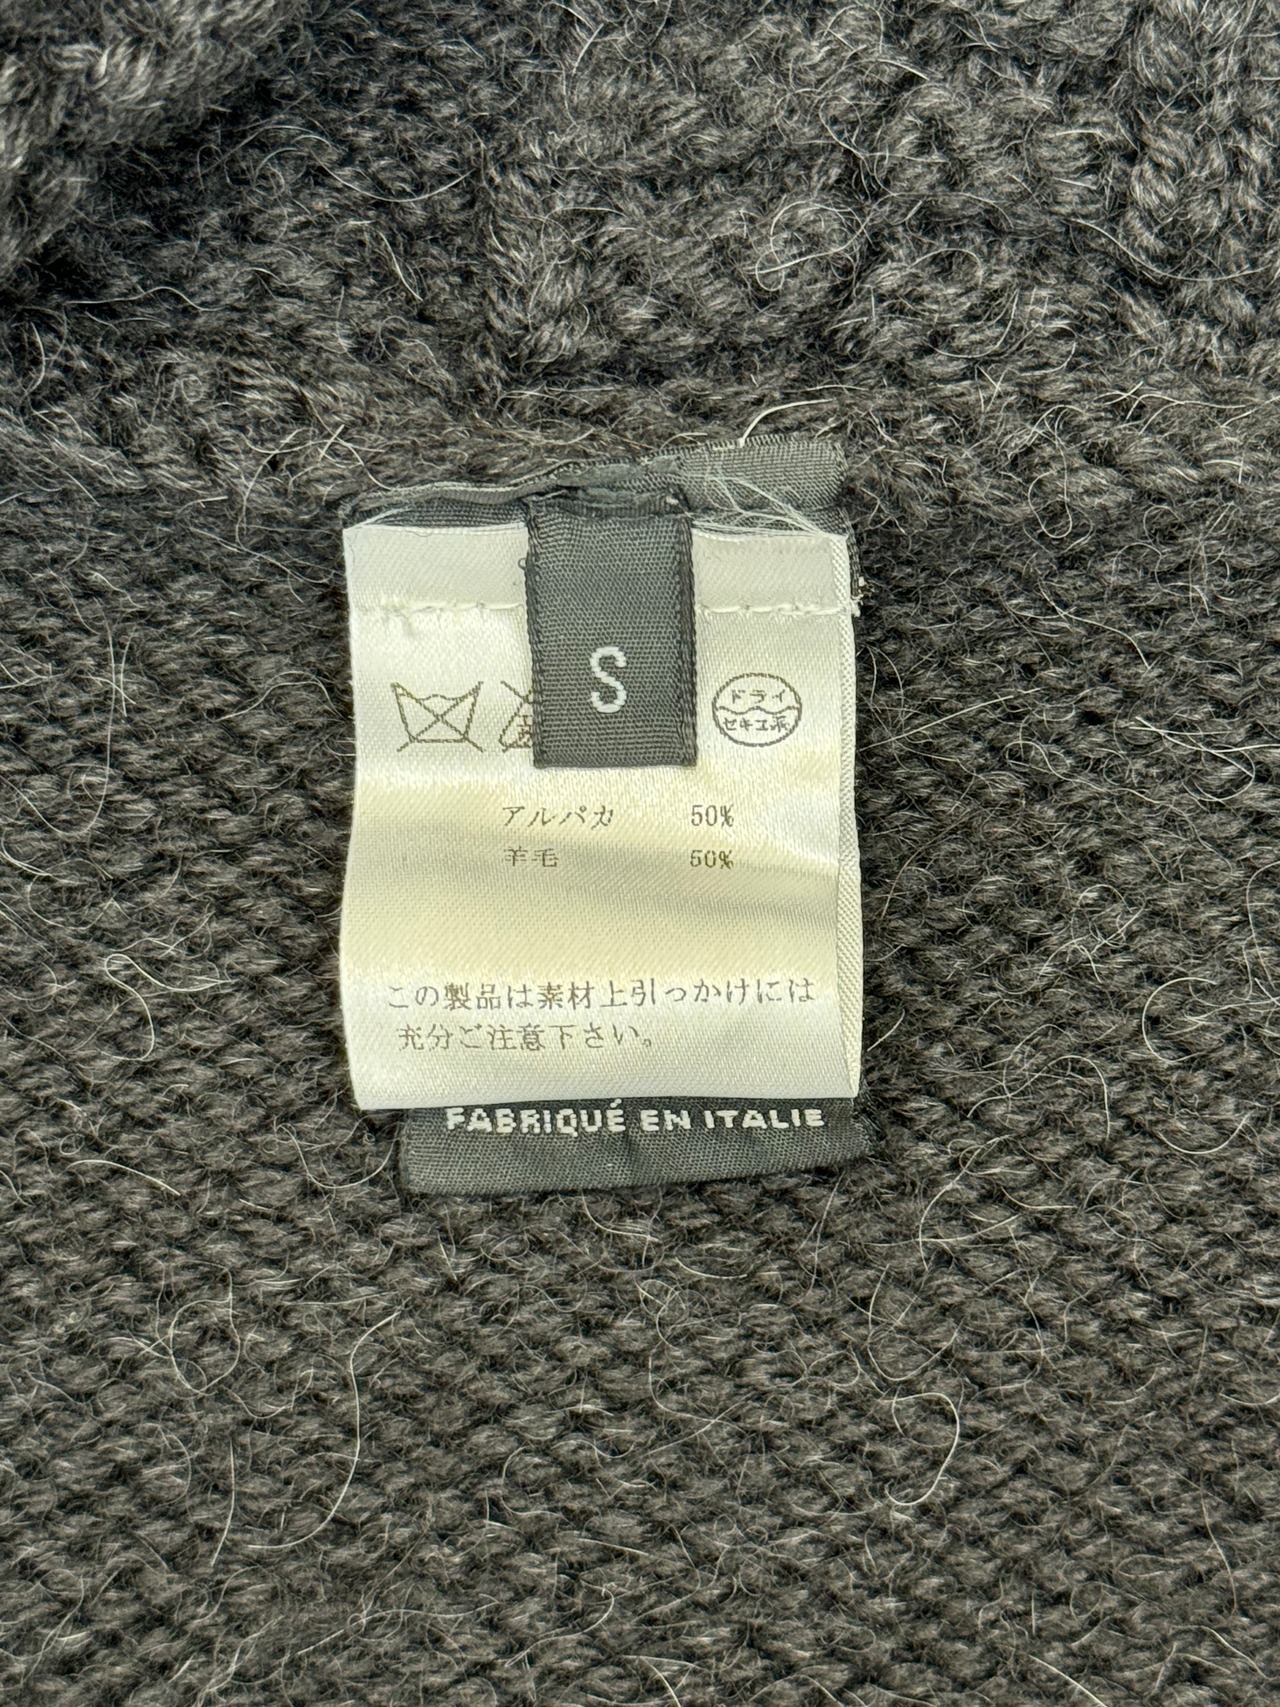 S
ドライ
セキユ系
アルパカ 50%
羊毛 50%
この製品は素材上引っかけには
充分ご注意下さい。
FABRIQUÉ EN ITALIE